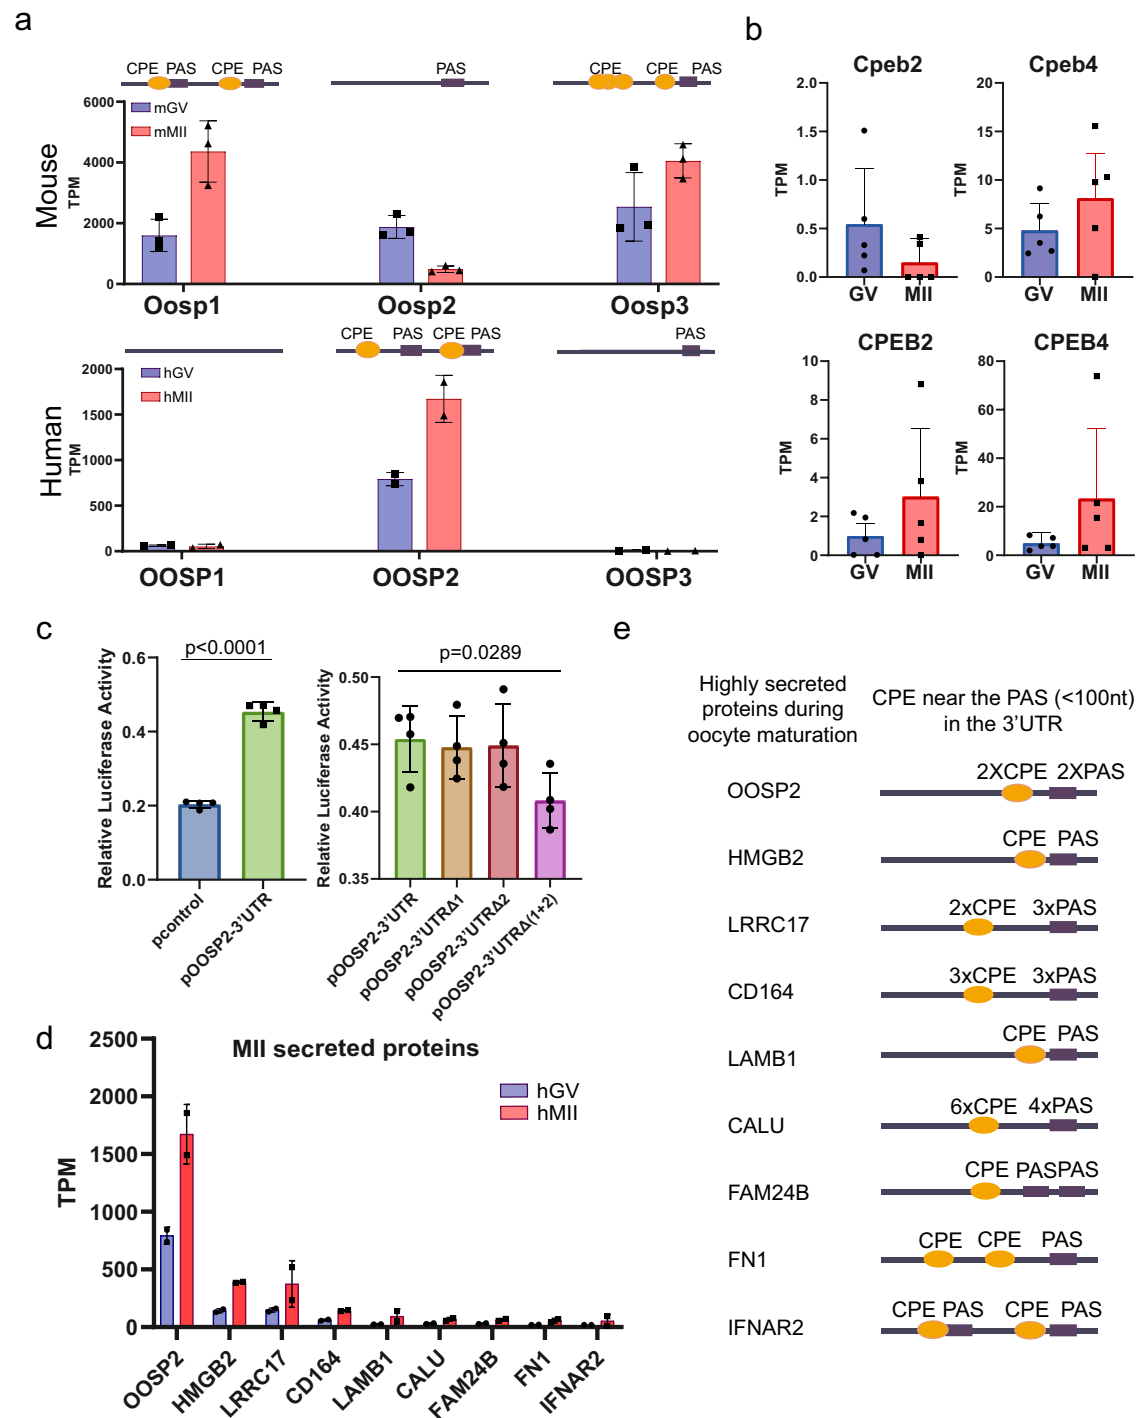 a
CPE PAS CPE PAS
PAS
CPE CPE PAS
Mouse
TPM
6000
4000
2000
0
mGV
mMII
Oosp1 Oosp2 Oosp3
CPE PAS CPE PAS
PAS
Human
TPM
2000
1500
1000
500
0
hGV
hMII
OOSP1 OOSP2 OOSP3
b
Cpeb2
TPM
2.0
1.5
1.0
0.5
0.0
GV MII
Cpeb4
TPM
20
15
10
5
0
GV MII
CPEB2
TPM
10
8
6
4
2
0
GV MII
CPEB4
TPM
80
60
40
20
0
GV MII
c
Relative Luciferase Activity
0.6
0.4
0.2
0.0
p<0.0001
pcontrol
pOOSP2-3'UTR
Relative Luciferase Activity
0.50
0.45
0.40
0.35
p=0.0289
pOOSP2-3'UTR
pOOSP2-3'UTRΔ1
pOOSP2-3'UTRΔ2
pOOSP2-3'UTRΔ(1+2)
d
MII secreted proteins
TPM
2500
2000
1500
1000
500
0
hGV
hMII
OOSP2
HMGB2
LRRC17
CD164
LAMB1
CALU
FAM24B
FN1
IFNAR2
e
Highly secreted
proteins during
oocyte maturation
CPE near the PAS (<100nt)
in the 3'UTR
OOSP2 2XCPE 2XPAS
HMGB2 CPE PAS
LRRC17 2xCPE 3xPAS
CD164 3xCPE 3xPAS
LAMB1 CPE PAS
CALU 6xCPE 4xPAS
FAM24B CPE PAS PAS
FN1 CPE CPE PAS
IFNAR2 CPE PAS CPE PAS